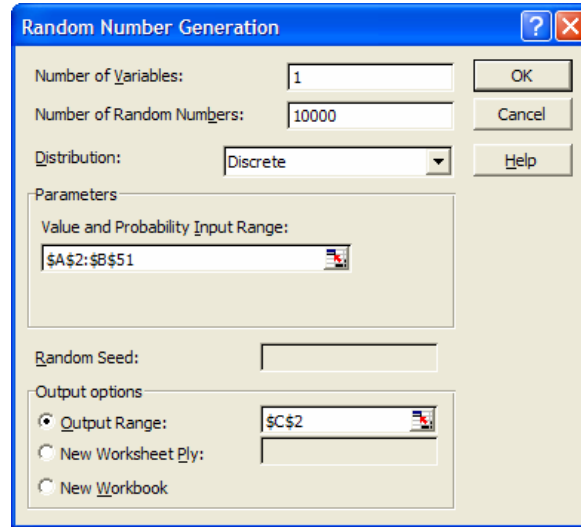 Random Number Generation
Number of Variables: 1 OK
Number of Random Numbers: 10000 Cancel
Distribution: Discrete Help
Parameters
Value and Probability Input Range:
$A$2:$B$51
Random Seed:
Output options
Output Range: $C$2
New Worksheet Ply:
New Workbook